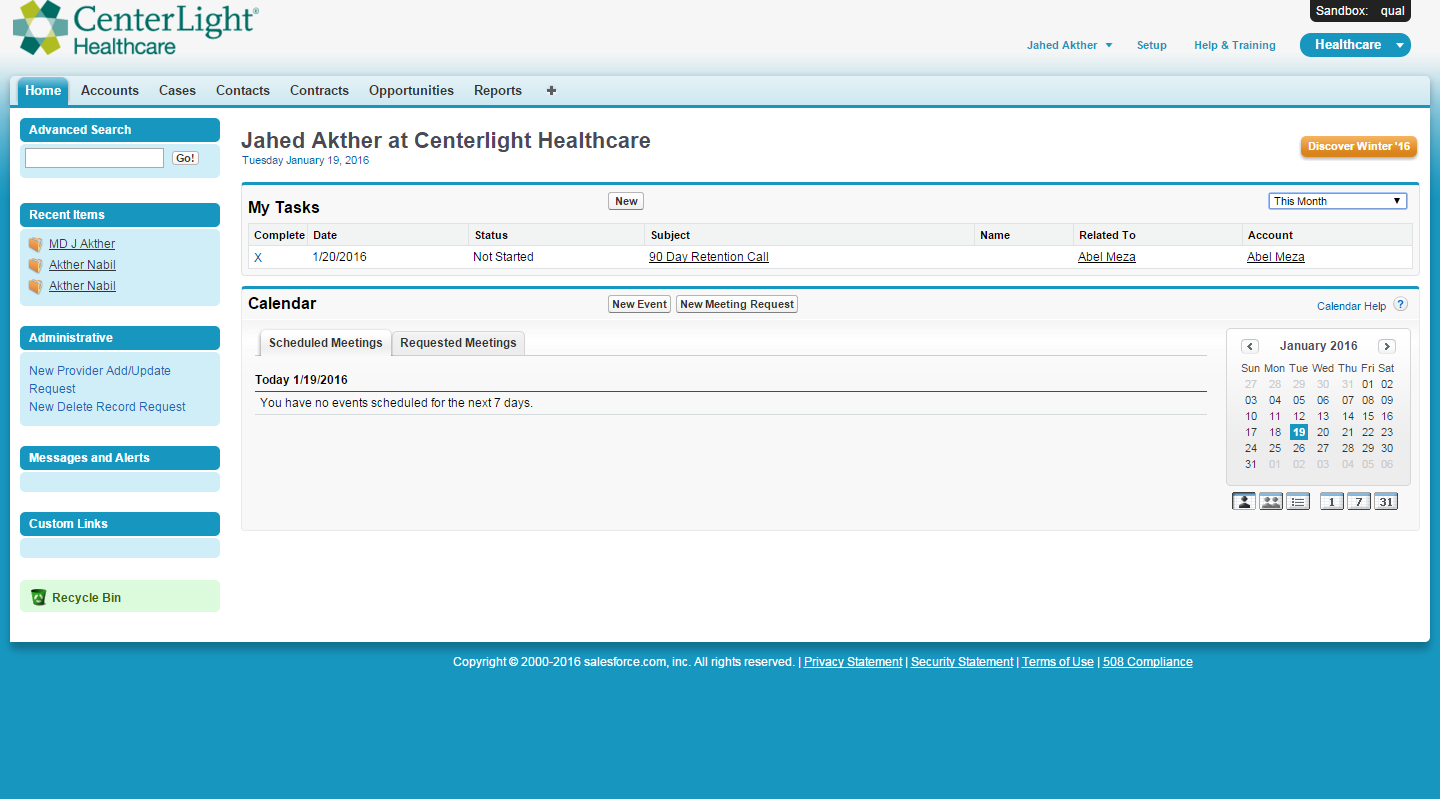 CenterLight®
Healthcare
Sandbox: qual
Jahed Akther Setup Help & Training Healthcare
Home Accounts Cases Contacts Contracts Opportunities Reports +
Advanced Search
Go!
Recent Items
MD J Akther
Akther Nabil
Akther Nabil
Administrative
New Provider Add/Update
Request
New Delete Record Request
Messages and Alerts
Custom Links
Recycle Bin
Jahed Akther at Centerlight Healthcare
Tuesday January 19, 2016
Discover Winter '16
My Tasks New This Month
Complete Date Status Subject Name Related To Account
X 1/20/2016 Not Started 90 Day Retention Call Abel Meza Abel Meza
Calendar New Event New Meeting Request Calendar Help ?
Scheduled Meetings Requested Meetings
Today 1/19/2016
You have no events scheduled for the next 7 days.
January 2016
Sun Mon Tue Wed Thu Fri Sat
27 28 29 30 31 01 02
03 04 05 06 07 08 09
10 11 12 13 14 15 16
17 18 19 20 21 22 23
24 25 26 27 28 29 30
31 01 02 03 04 05 06
1 7 31
Copyright © 2000-2016 salesforce.com, inc. All rights reserved. | Privacy Statement | Security Statement | Terms of Use | 508 Compliance